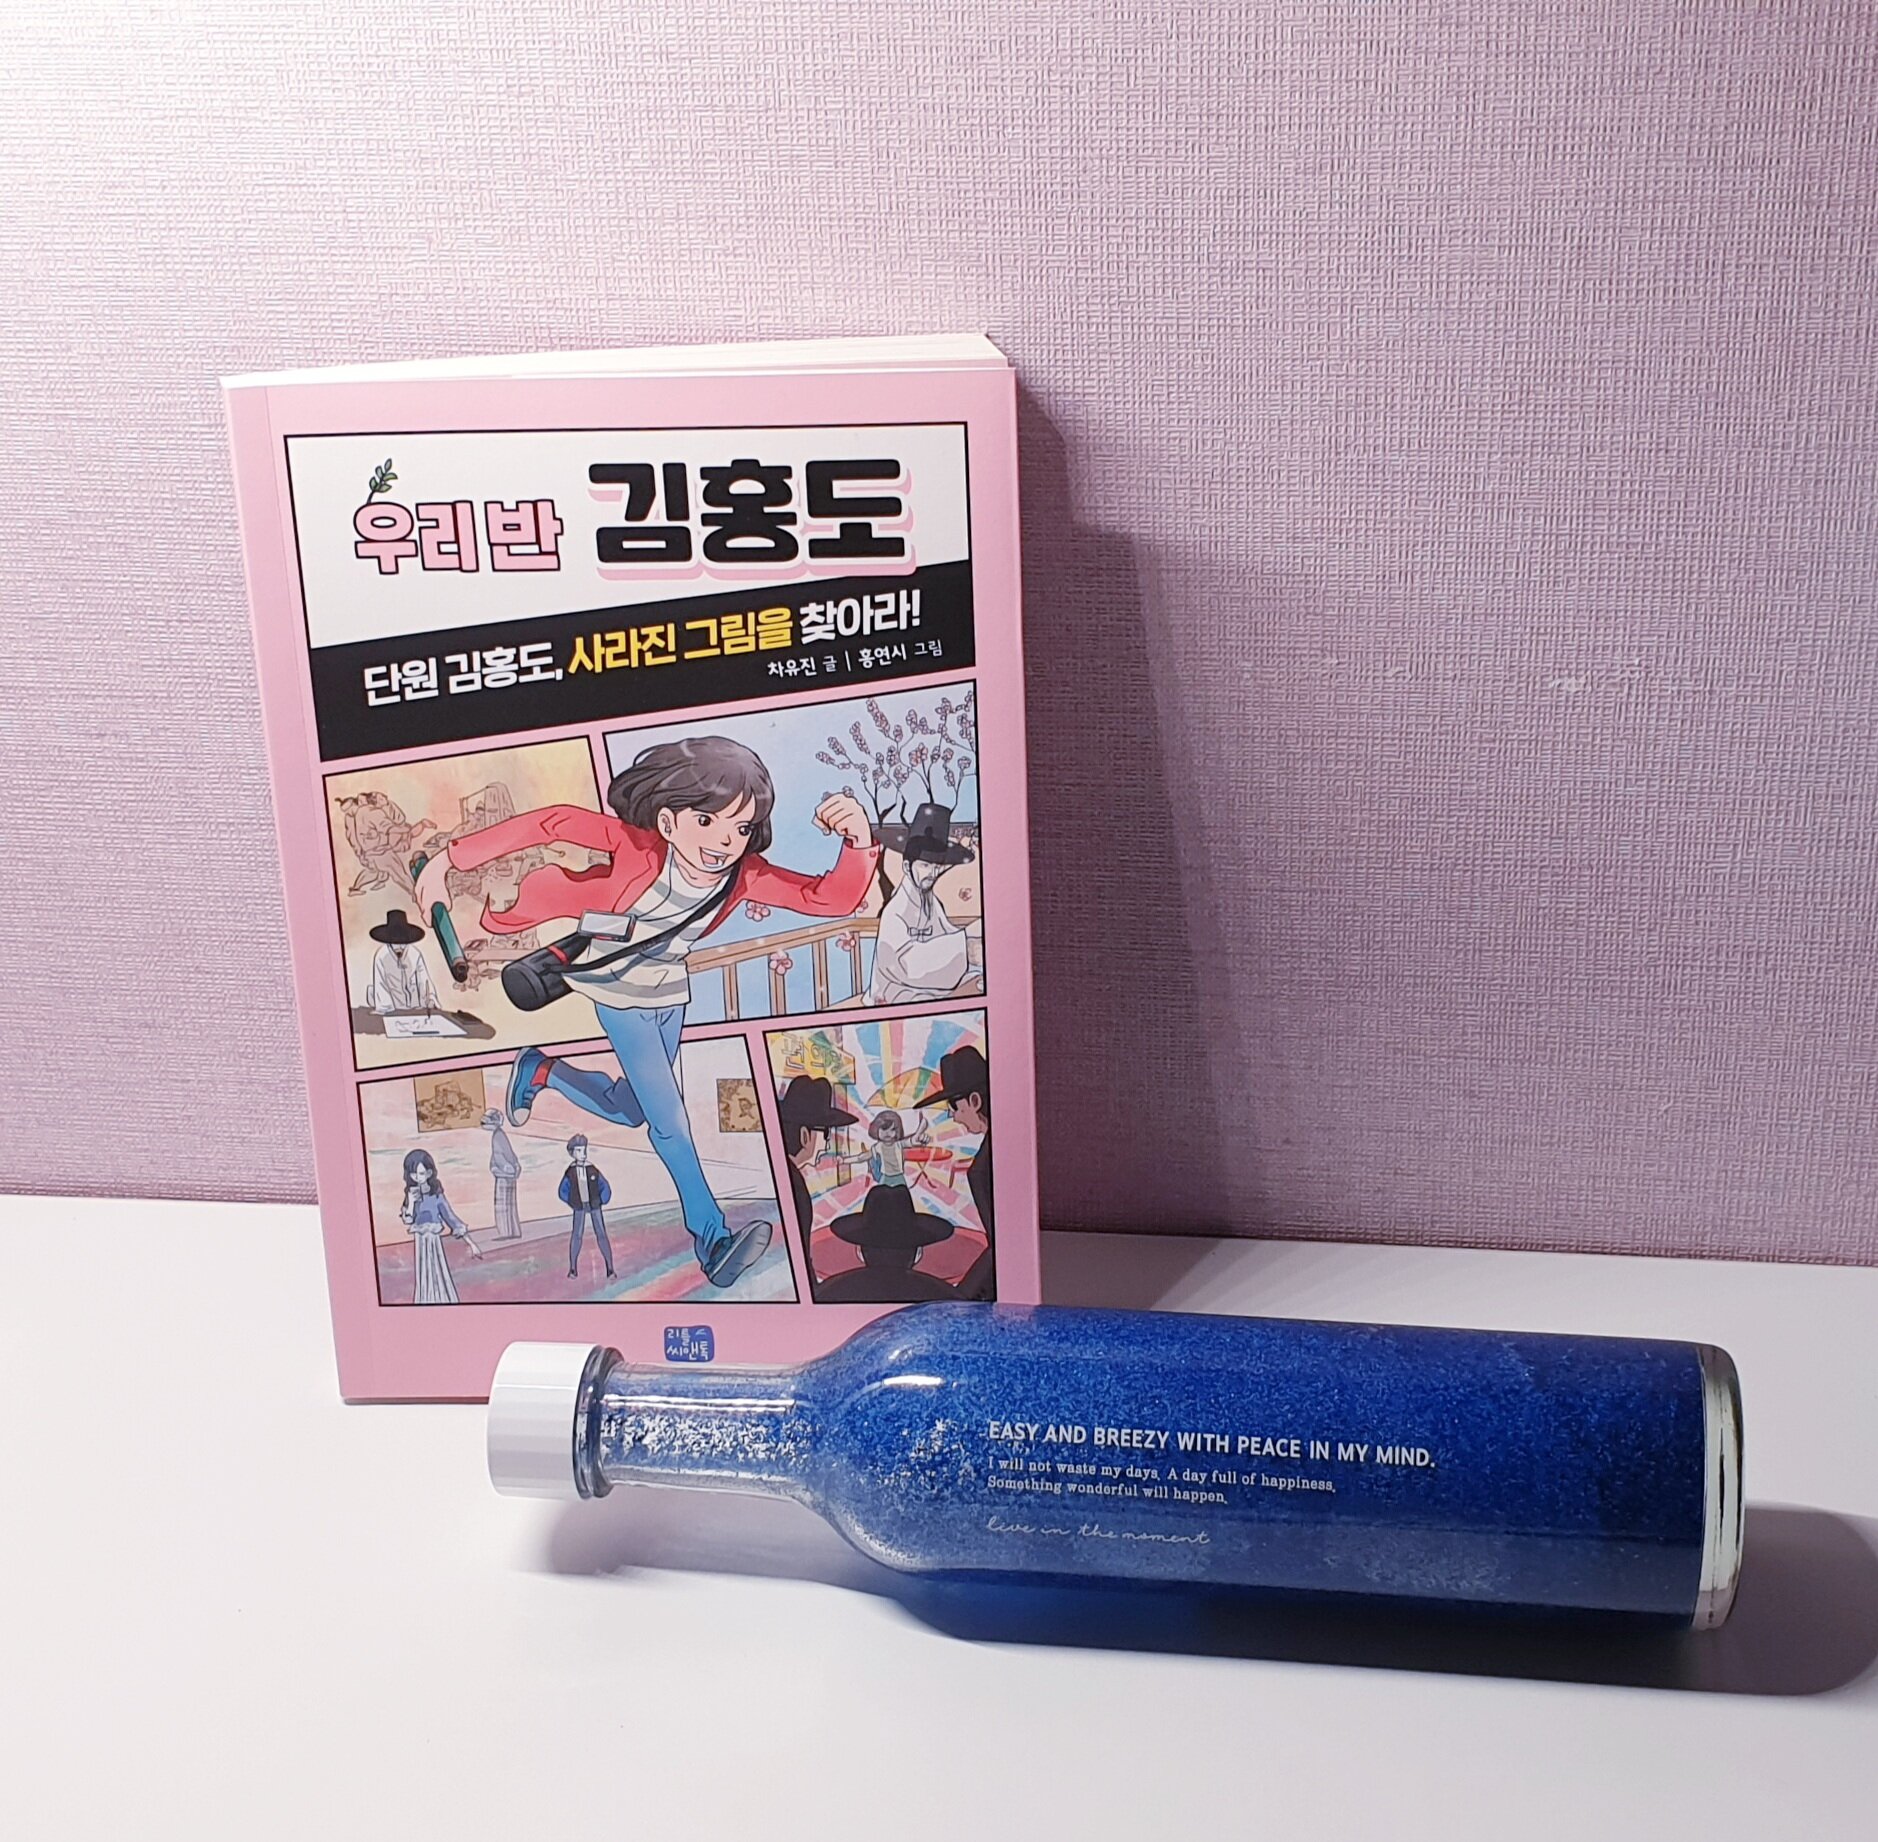 우리 반 김홍도
단원 김홍도, 사라진 그림을 찾아라!
차유진 글 | 홍연시 그림
리틀
씨앤톡
EASY AND BREEZY WITH PEACE IN MY MIND.
I will not waste my days. A day full of happiness.
Something wonderful will happen.
live in the moment